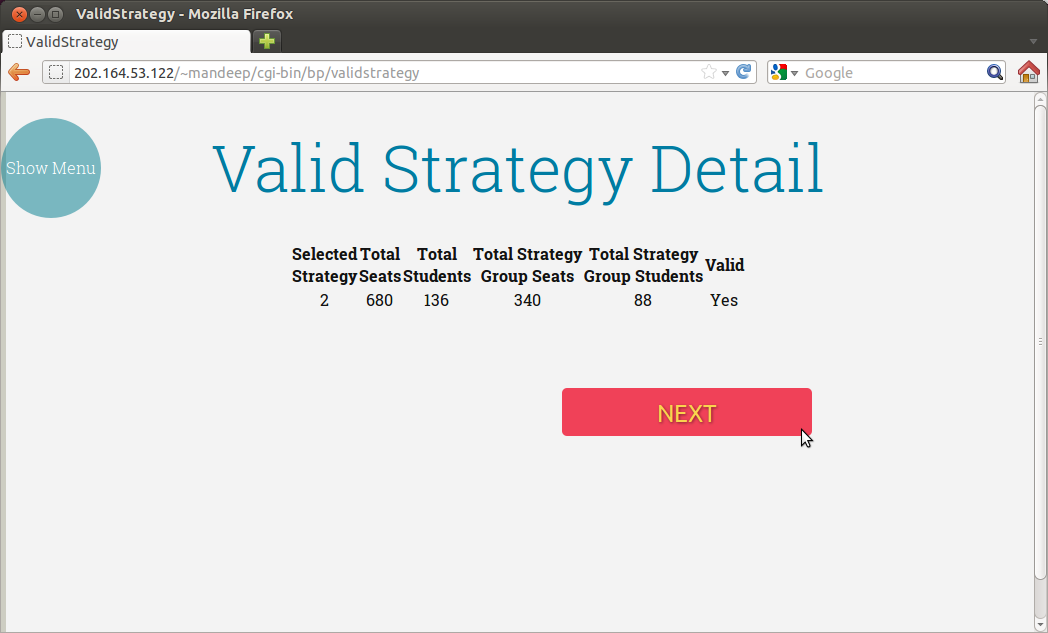 ValidStrategy - Mozilla Firefox
ValidStrategy
202.164.53.122/~mandeep/cgi-bin/bp/validstrategy
Google
Show Menu
Valid Strategy Detail
Selected Total Total Total Strategy Total Strategy Valid
Strategy Seats Students Group Seats Group Students
2 680 136 340 88 Yes
NEXT